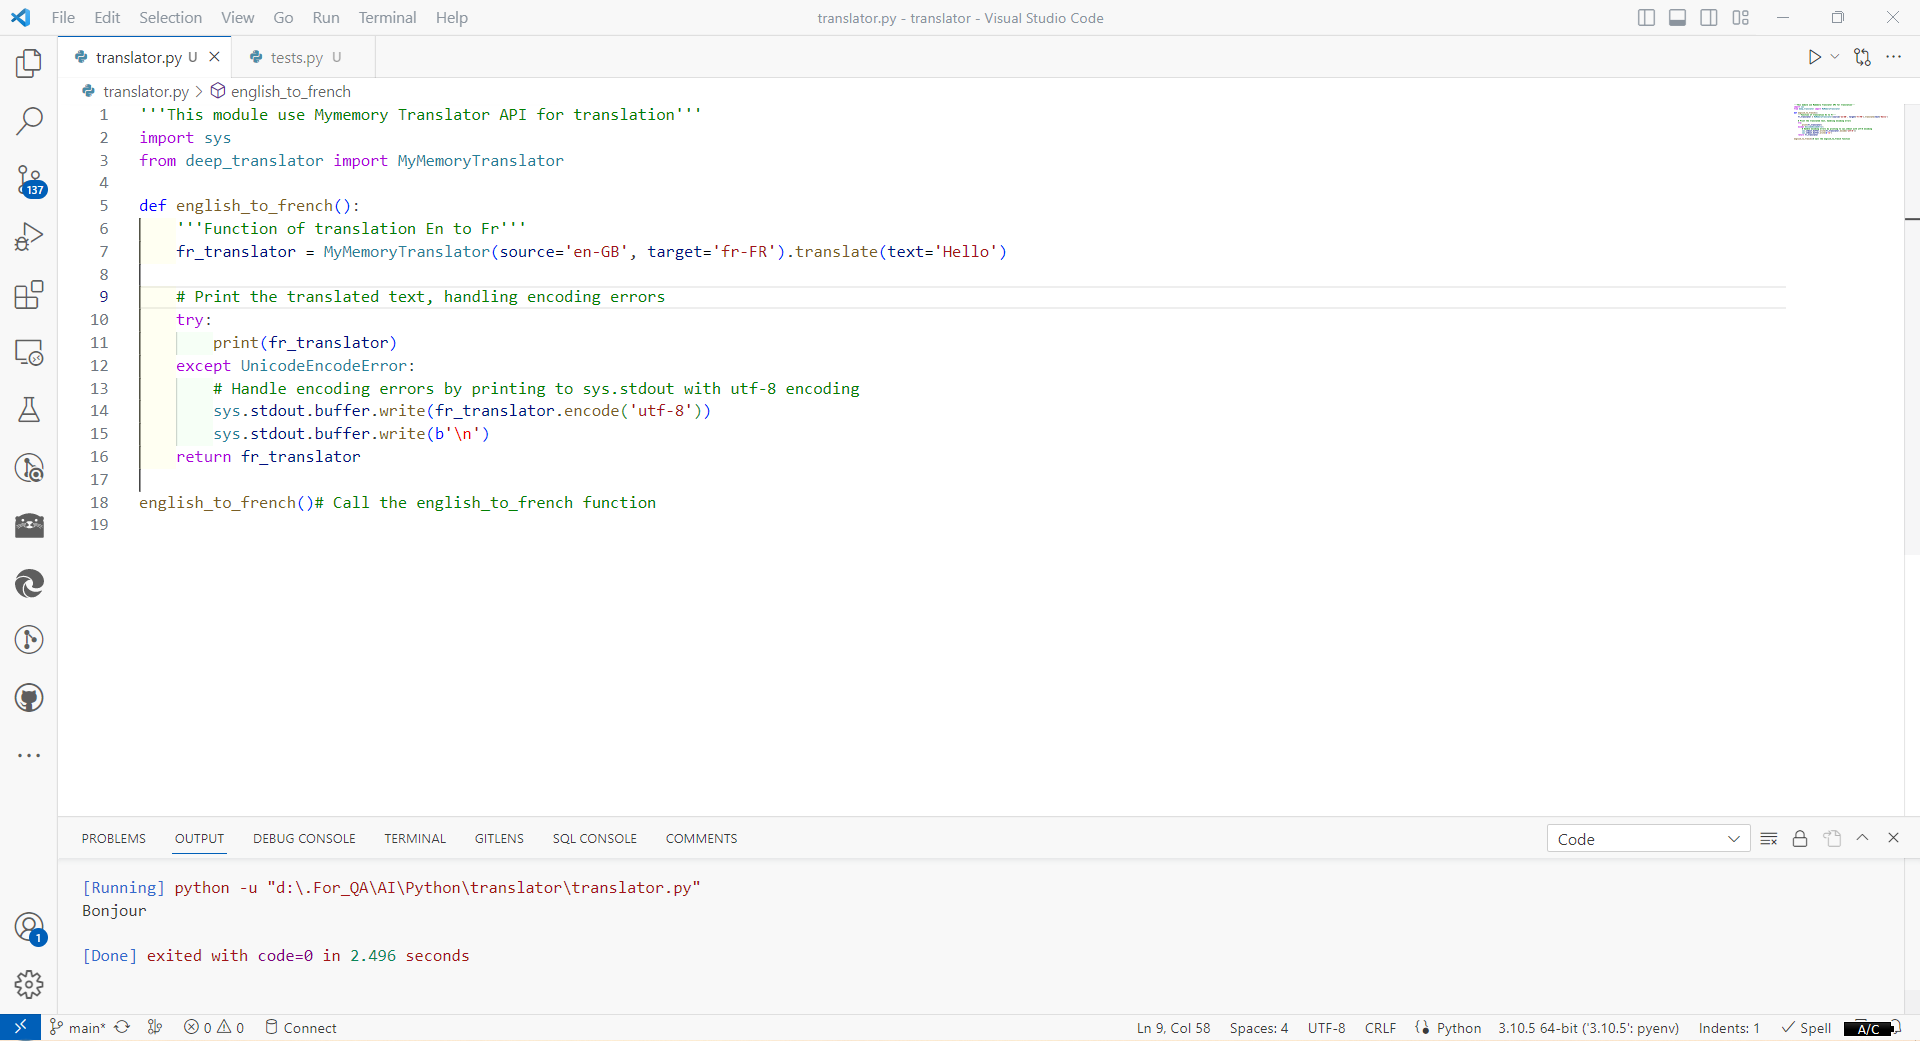 File Edit Selection View Go Run Terminal Help translator.py - translator - Visual Studio Code
translator.py U tests.py U
translator.py > english_to_french
1 '''This module use Mymemory Translator API for translation'''
2 import sys
3 from deep_translator import MyMemoryTranslator
4
5 def english_to_french():
6 '''Function of translation En to Fr'''
7 fr_translator = MyMemoryTranslator(source='en-GB', target='fr-FR').translate(text='Hello')
8
9 # Print the translated text, handling encoding errors
10 try:
11 print(fr_translator)
12 except UnicodeEncodeError:
13 # Handle encoding errors by printing to sys.stdout with utf-8 encoding
14 sys.stdout.buffer.write(fr_translator.encode('utf-8'))
15 sys.stdout.buffer.write(b'\n')
16 return fr_translator
17
18 english_to_french()# Call the english_to_french function
19
137
PROBLEMS OUTPUT DEBUG CONSOLE TERMINAL GITLENS SQL CONSOLE COMMENTS Code
[Running] python -u "d:\.For_QA\AI\Python\translator\translator.py"
Bonjour
[Done] exited with code=0 in 2.496 seconds
1
main* 0 0 Connect Ln 9, Col 58 Spaces: 4 UTF-8 CRLF Python 3.10.5 64-bit ('3.10.5': pyenv) Indents: 1 Spell A/C